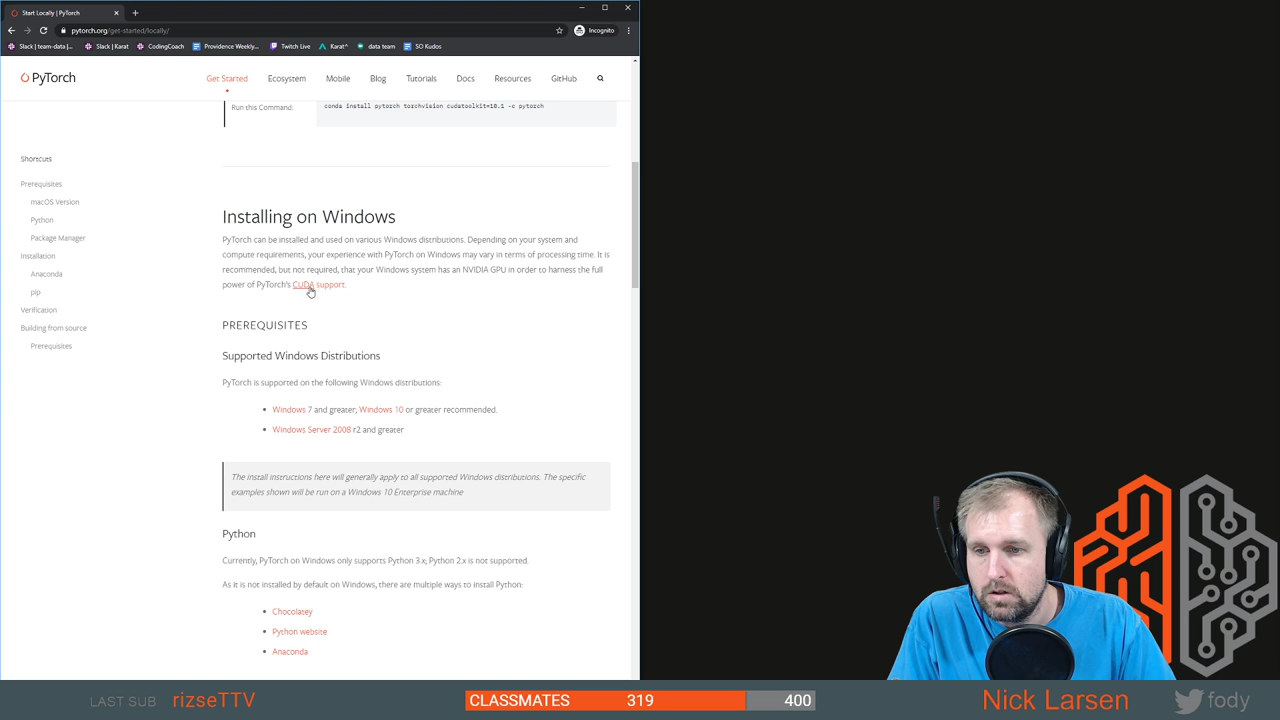 Start Locally | PyTorch
pytorch.org/get-started/locally/
Incognito
Slack | team-data |... Slack | Karat CodingCoach Providence Weekly... Twitch Live Karat^ data team SO Kudos
PyTorch
Get Started Ecosystem Mobile Blog Tutorials Docs Resources GitHub
Run this Command: conda install pytorch torchvision cudatoolkit=10.1 -c pytorch
Shortcuts
Prerequisites
macOS Version
Python
Package Manager
Installation
Anaconda
pip
Verification
Building from source
Prerequisites
Installing on Windows
PyTorch can be installed and used on various Windows distributions. Depending on your system and
compute requirements, your experience with PyTorch on Windows may vary in terms of processing time. It is
recommended, but not required, that your Windows system has an NVIDIA GPU in order to harness the full
power of PyTorch's CUDA support.
PREREQUISITES
Supported Windows Distributions
PyTorch is supported on the following Windows distributions:
• Windows 7 and greater; Windows 10 or greater recommended.
• Windows Server 2008 r2 and greater
The install instructions here will generally apply to all supported Windows distributions. The specific
examples shown will be run on a Windows 10 Enterprise machine
Python
Currently, PyTorch on Windows only supports Python 3.x; Python 2.x is not supported.
As it is not installed by default on Windows, there are multiple ways to install Python:
• Chocolatey
• Python website
• Anaconda
LAST SUB rizseTTV CLASSMATES 319 400 Nick Larsen fody